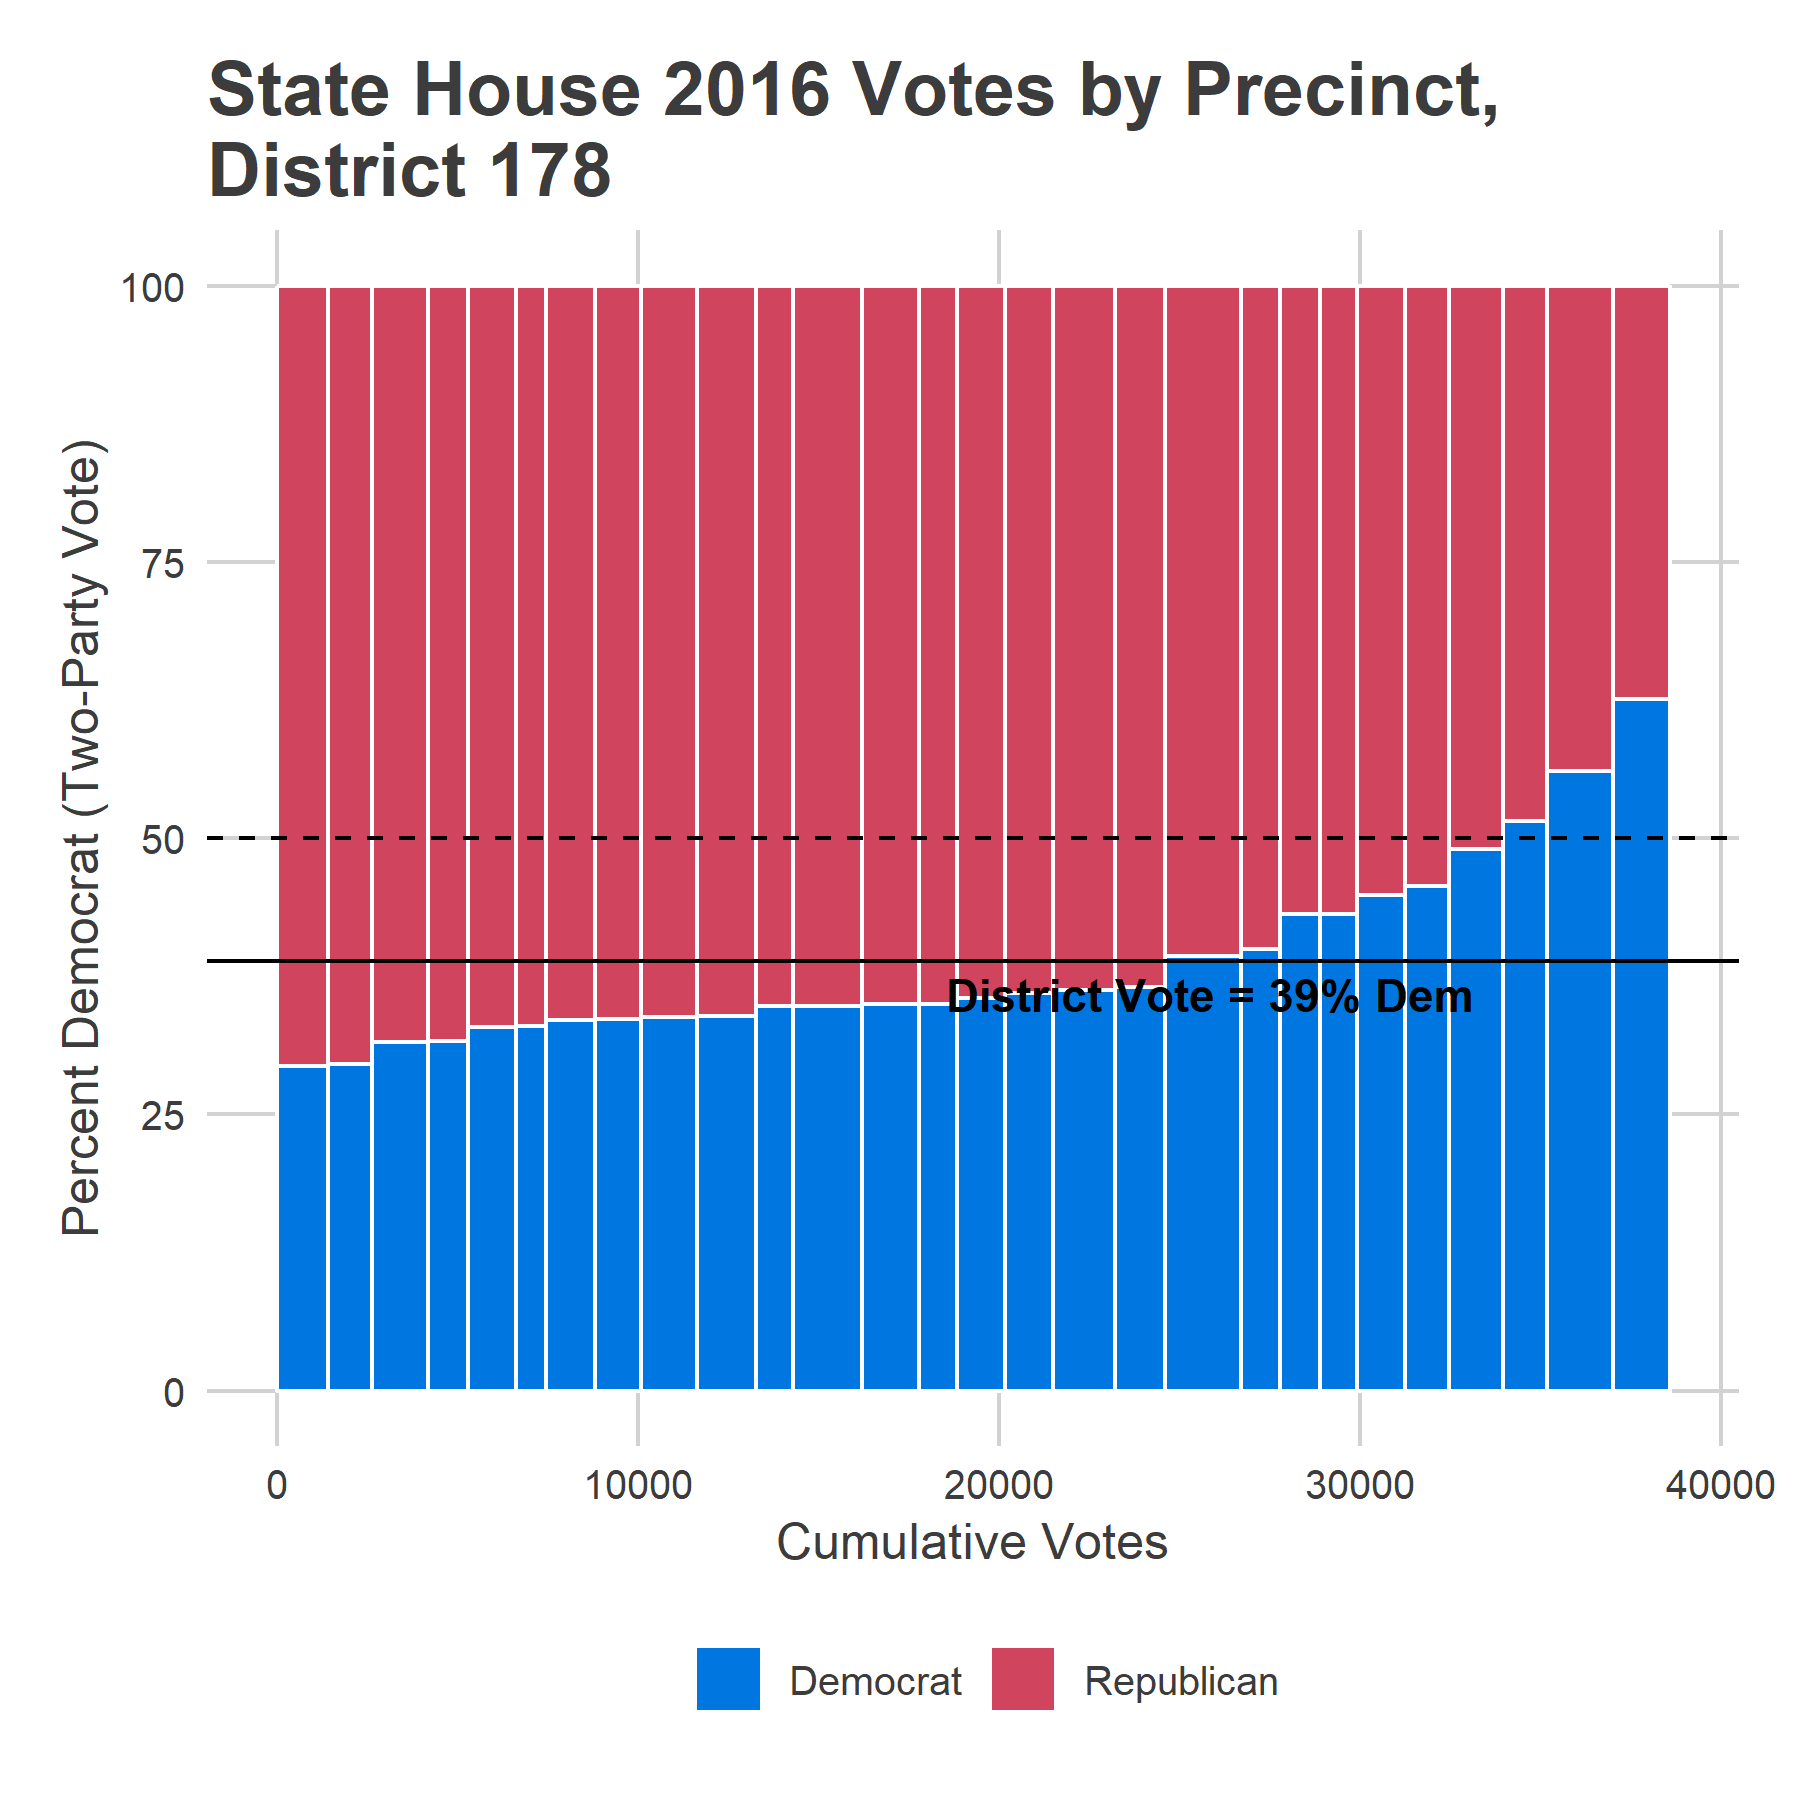 State House 2016 Votes by Precinct,
District 178
Percent Democrat (Two-Party Vote)
100
75
50
25
0
District Vote = 39% Dem
0 10000 20000 30000 40000
Cumulative Votes
Democrat Republican